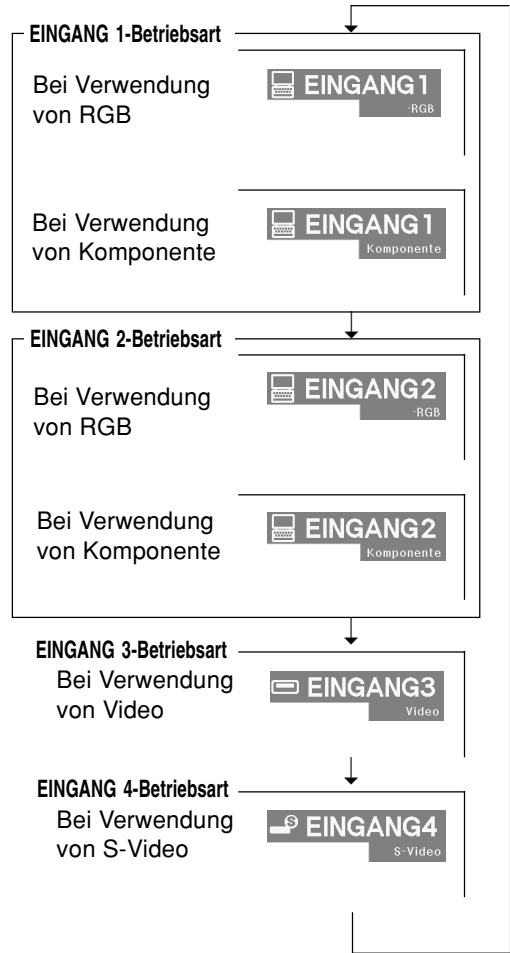 EINGANG 1-Betriebsart
Bei Verwendung
von RGB
EINGANG1
-RGB
Bei Verwendung
von Komponente
EINGANG1
Komponente
EINGANG 2-Betriebsart
Bei Verwendung
von RGB
EINGANG2
-RGB
Bei Verwendung
von Komponente
EINGANG2
Komponente
EINGANG 3-Betriebsart
Bei Verwendung
von Video
EINGANG3
Video
EINGANG 4-Betriebsart
Bei Verwendung
von S-Video
S
EINGANG4
S-Video